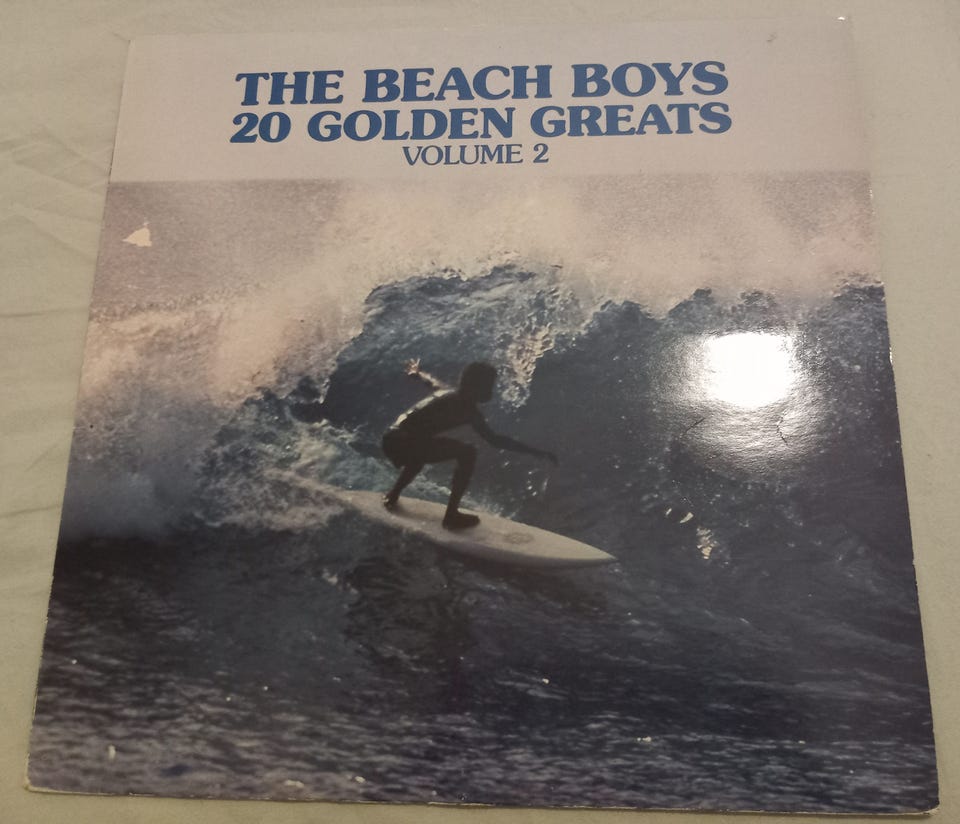 THE BEACH BOYS
20 GOLDEN GREATS
VOLUME 2